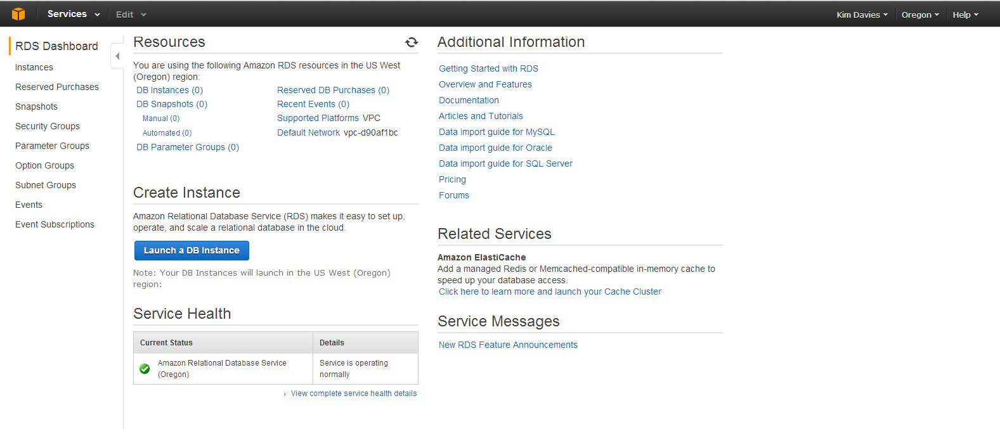 Services Edit Kim Davies Oregon Help
RDS Dashboard
Instances
Reserved Purchases
Snapshots
Security Groups
Parameter Groups
Option Groups
Subnet Groups
Events
Event Subscriptions
Resources
You are using the following Amazon RDS resources in the US West
(Oregon) region:
DB Instances (0)
DB Snapshots (0)
Manual (0)
Automated (0)
DB Parameter Groups (0)
Reserved DB Purchases (0)
Recent Events (0)
Supported Platforms VPC
Default Network vpc-d90af1bc
Create Instance
Amazon Relational Database Service (RDS) makes it easy to set up,
operate, and scale a relational database in the cloud.
Launch a DB Instance
Note: Your DB Instances will launch in the US West (Oregon)
region:
Service Health
Current Status Details
Amazon Relational Database Service
(Oregon)
Service is operating
normally
View complete service health details
Additional Information
Getting Started with RDS
Overview and Features
Documentation
Articles and Tutorials
Data import guide for MySQL
Data import guide for Oracle
Data import guide for SQL Server
Pricing
Forums
Related Services
Amazon ElastiCache
Add a managed Redis or Memcached-compatible in-memory cache to
speed up your database access.
Click here to learn more and launch your Cache Cluster
Service Messages
New RDS Feature Announcements